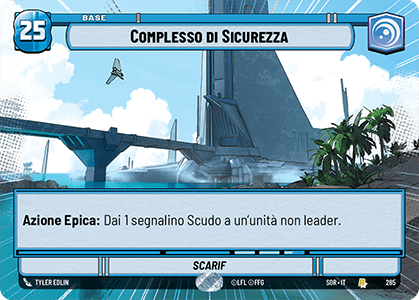 BASE
25
COMPLESSO DI SICUREZZA
Azione Epica: Dai 1 segnalino Scudo a un'unità non leader.
SCARIF
TYLER EDLIN
©LFL ©FFG
SOR • IT
285